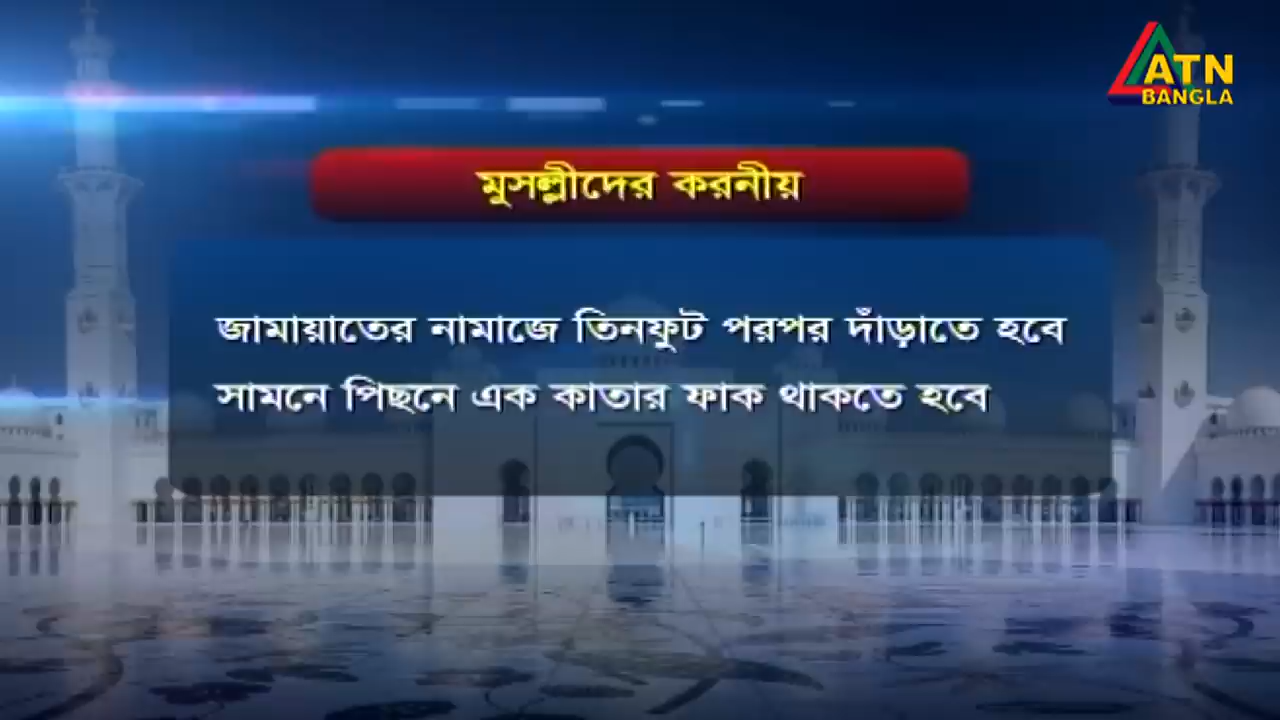 ATN
BANGLA
মুসল্লীদের করনীয়
জামায়াতের নামাজে তিনফুট পরপর দাঁড়াতে হবে
সামনে পিছনে এক কাতার ফাক থাকতে হবে